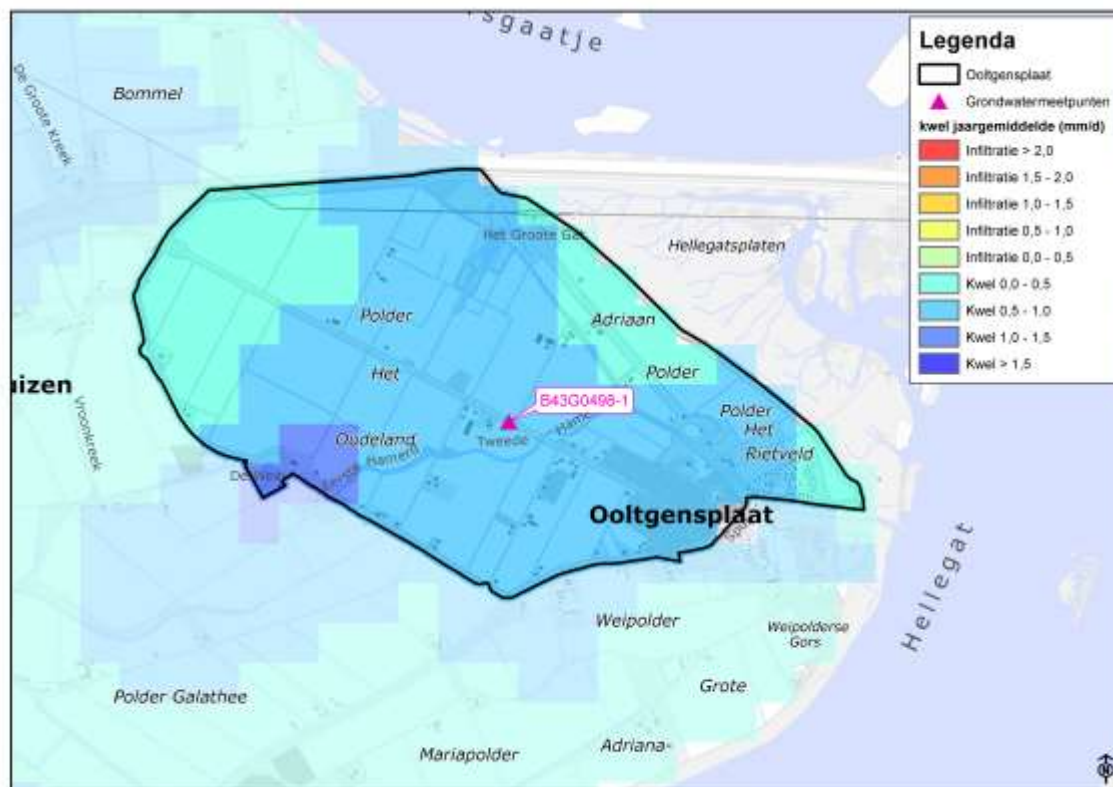 sgaatje
Bommel
De Groote Kreek
Het Groote Gat
Hellegatsplaten
Polder
Adriaan
Het
Polder
uizen
Vroonkreek
B43G0498-1
Tweede
Polder
Het
Rietveld
Oudeland
Ooltgensplaat
Hellegat
Weipolder
Weipolderse
Gors
Polder Galathee
Grote
Mariapolder
Adriana-
Legenda
Ooltgensplaat
Grondwatermeetpunten
kwel jaargemiddelde (mm/d)
Infiltratie > 2,0
Infiltratie 1,5 - 2,0
Infiltratie 1,0 - 1,5
Infiltratie 0,5 - 1,0
Infiltratie 0,0 - 0,5
Kwel 0,0 - 0,5
Kwel 0,5 - 1,0
Kwel 1,0 - 1,5
Kwel > 1,5